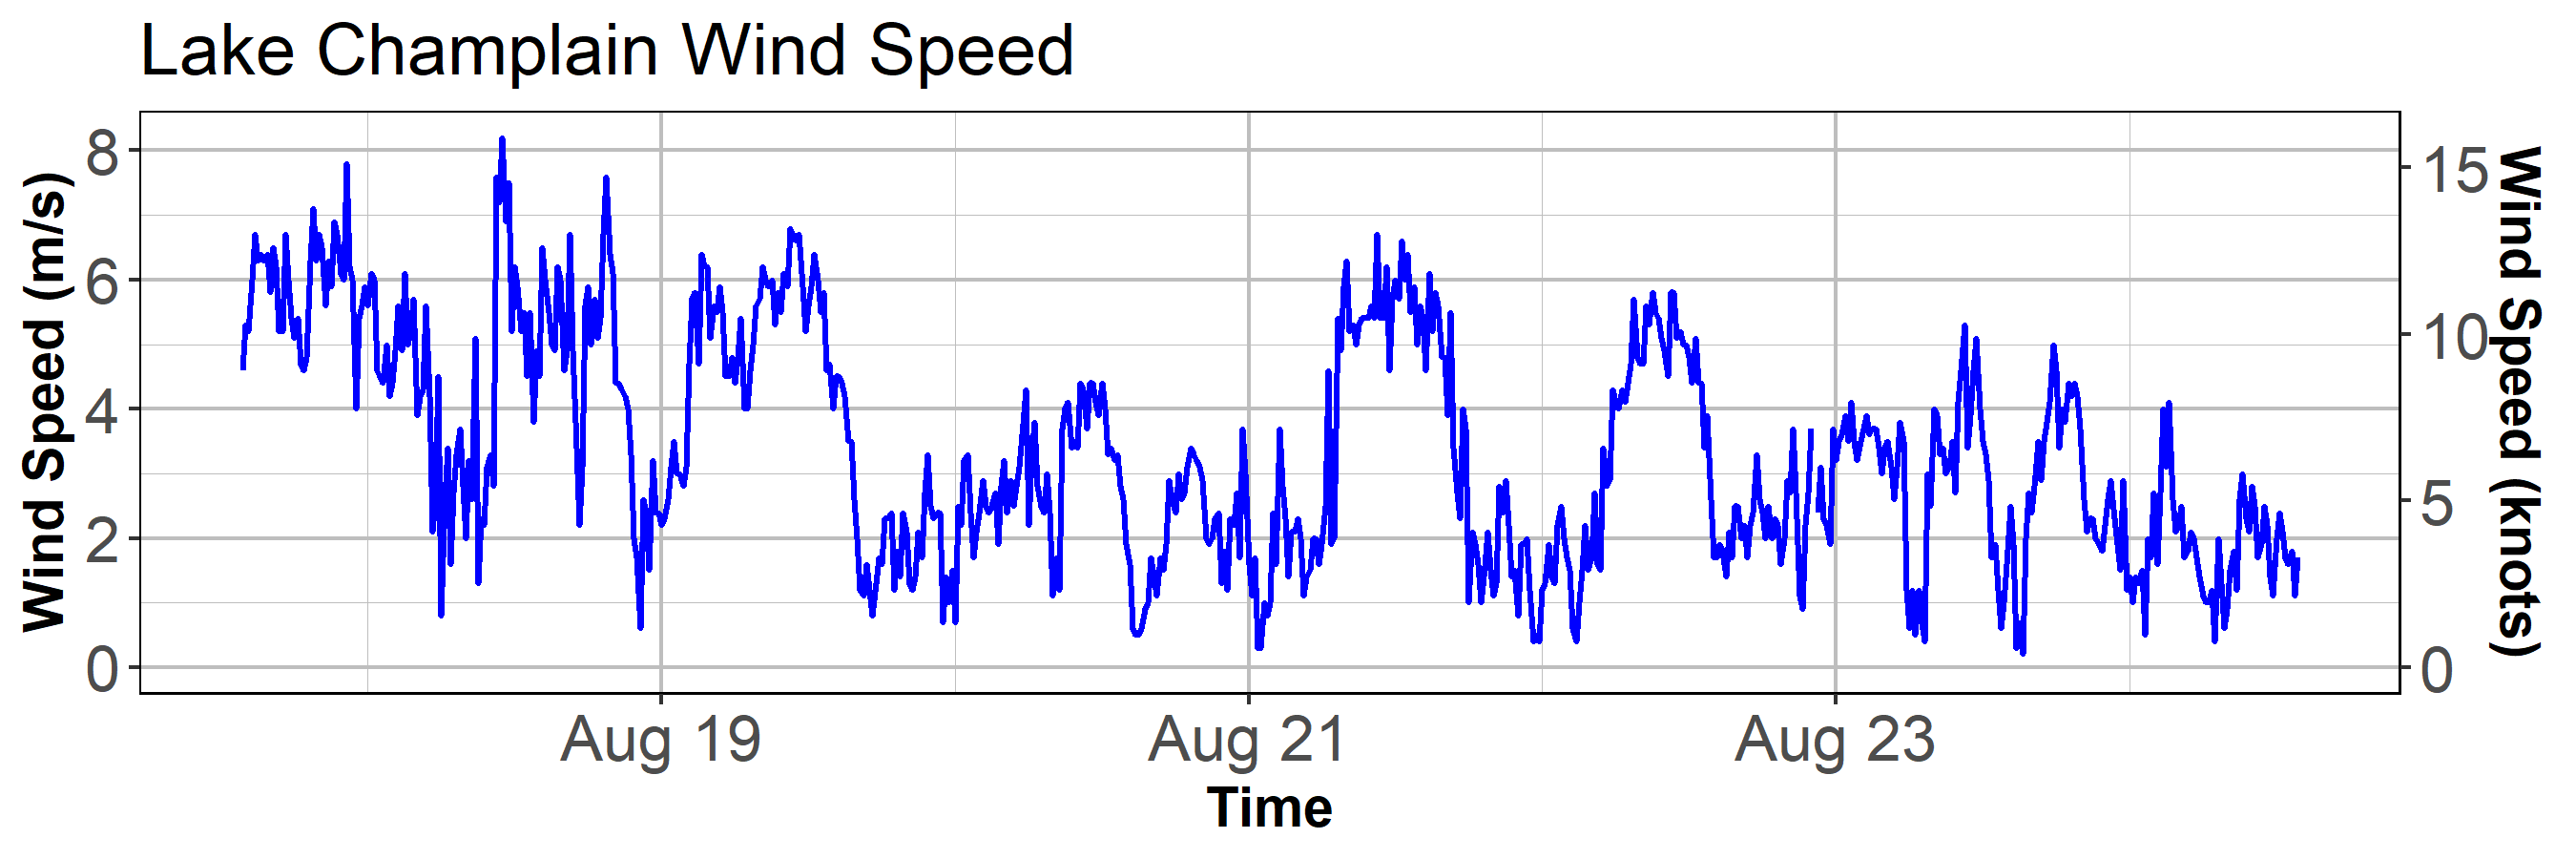 Lake Champlain Wind Speed
Wind Speed (m/s)
8
6
4
2
0
15
10
5
0
Wind Speed (knots)
Aug 19
Aug 21
Aug 23
Time